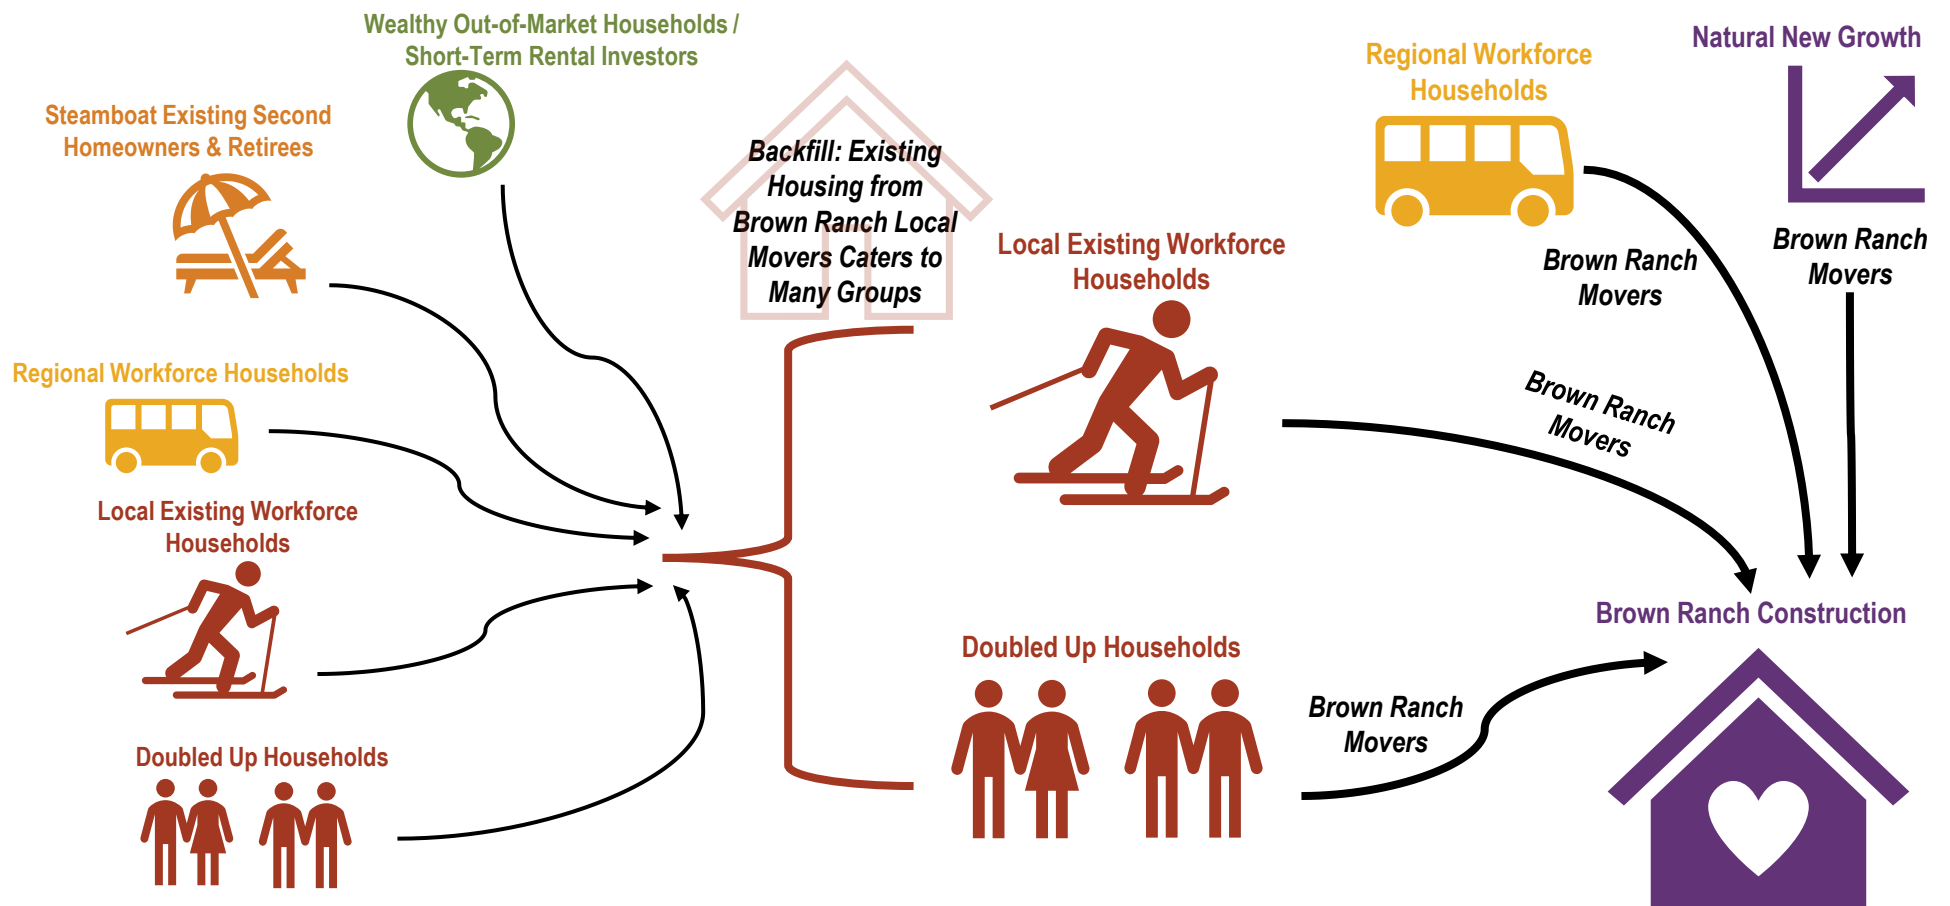 Wealthy Out-of-Market Households /
Short-Term Rental Investors
Steamboat Existing Second
Homeowners & Retirees
Regional Workforce Households
Local Existing Workforce
Households
Doubled Up Households
Backfill: Existing
Housing from
Brown Ranch Local
Movers Caters to
Many Groups
Local Existing Workforce
Households
Doubled Up Households
Regional Workforce
Households
Natural New Growth
Brown Ranch
Movers
Brown Ranch
Movers
Brown Ranch
Movers
Brown Ranch
Movers
Brown Ranch Construction